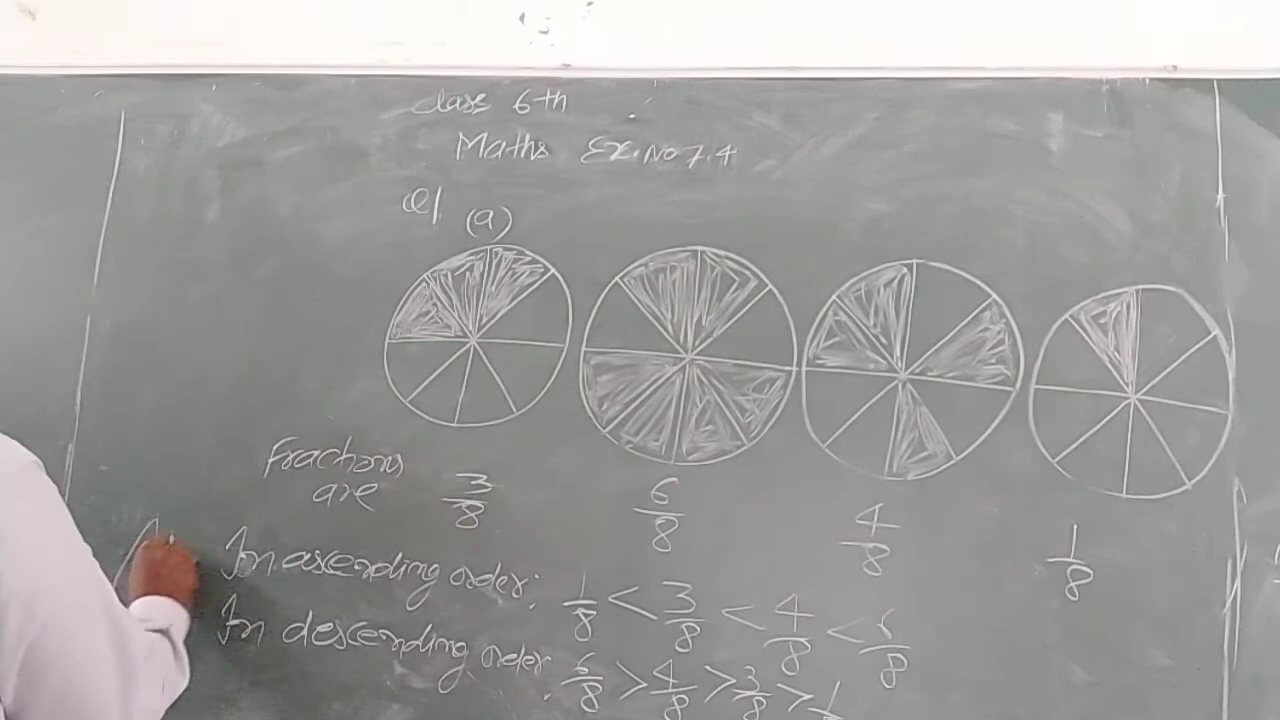 Class 6th
Maths Ex. No 7.4
Q1. (a)
Fractions are 3/8 6/8 4/8 1/8
In ascending order: 1/8 < 3/8 < 4/8 < 6/8
In descending order. 6/8 > 4/8 > 3/8 > 1/